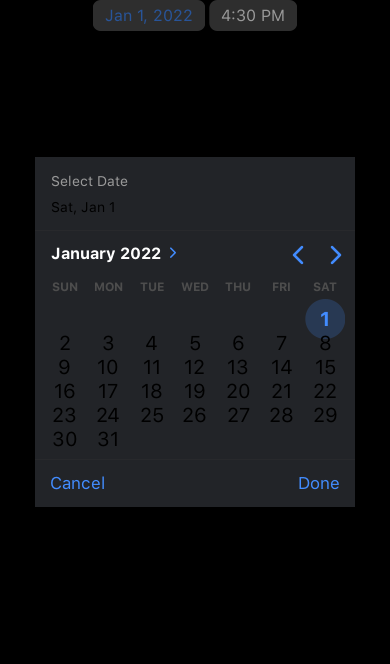 Jan 1, 2022 4:30 PM
Select Date
Sat, Jan 1
January 2022
SUN MON TUE WED THU FRI SAT
1
2 3 4 5 6 7 8
9 10 11 12 13 14 15
16 17 18 19 20 21 22
23 24 25 26 27 28 29
30 31
Cancel Done